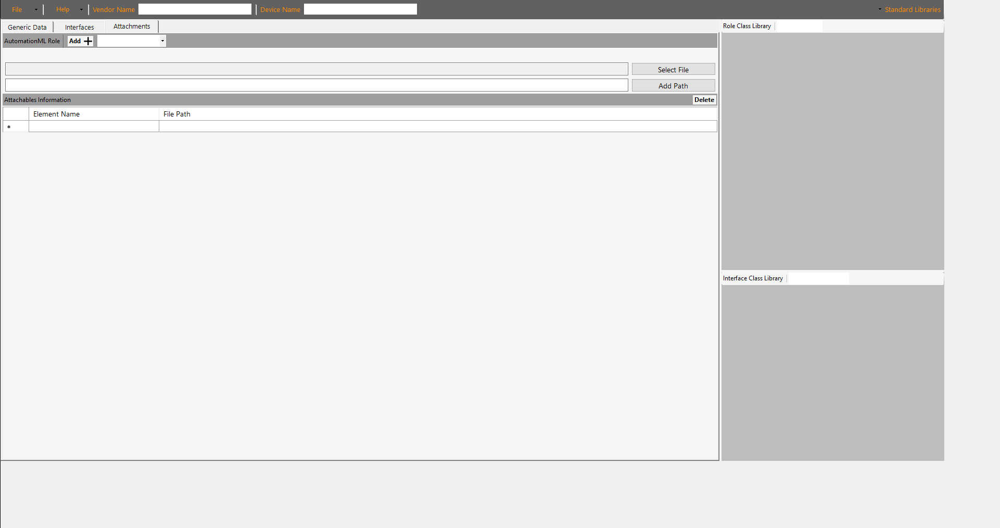 File Help Vendor Name Device Name Standard Libraries
Generic Data Interfaces Attachments Role Class Library
AutomationML Role Add
Select File
Add Path
Attachables Information Delete
Element Name File Path
Interface Class Library